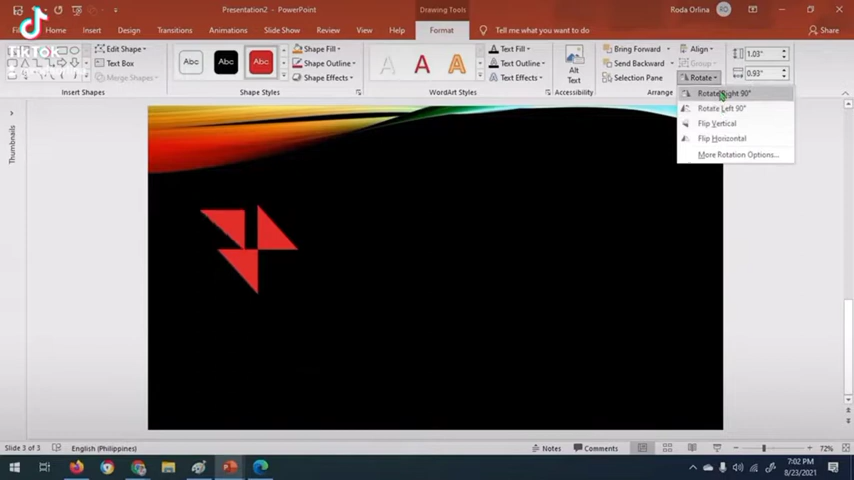 Presentation2 - PowerPoint
Drawing Tools
Roda Orlina
RO
TikTok
Home Insert Design Transitions Animations Slide Show Review View Help Format Tell me what you want to do Share
Edit Shape
Text Box
Merge Shapes
Insert Shapes
Abc Abc Abc
Shape Fill
Shape Outline
Shape Effects
Shape Styles
A A A
Text Fill
Text Outline
Text Effects
WordArt Styles
Alt
Text
Accessibility
Bring Forward
Send Backward
Selection Pane
Align
Group
Rotate
Arrange
1.03"
0.93"
Rotate Right 90°
Rotate Left 90°
Flip Vertical
Flip Horizontal
More Rotation Options...
Thumbnails
Slide 3 of 3 English (Philippines) Notes Comments 72%
7:02 PM
8/23/2021